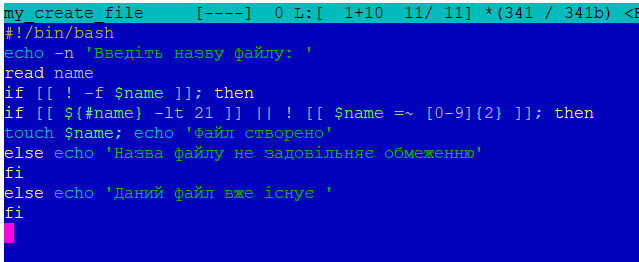 my_create_file [----] 0 L:[ 1+10 11/ 11] *(341 / 341b) <E
#!/bin/bash
echo -n 'Введіть назву файлу: '
read name
if [[ ! -f $name ]]; then
if [[ ${#name} -lt 21 ]] || ! [[ $name =~ [0-9]{2} ]]; then
touch $name; echo 'Файл створено'
else echo 'Назва файлу не задовільняє обмеженню'
fi
else echo 'Даний файл вже існує '
fi